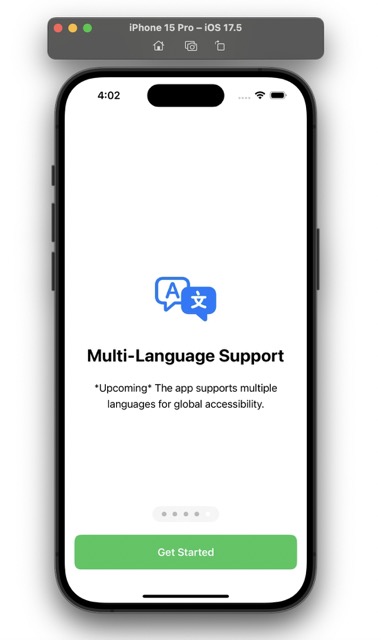 iPhone 15 Pro – iOS 17.5
4:02
A 文
Multi-Language Support
*Upcoming* The app supports multiple
languages for global accessibility.
Get Started